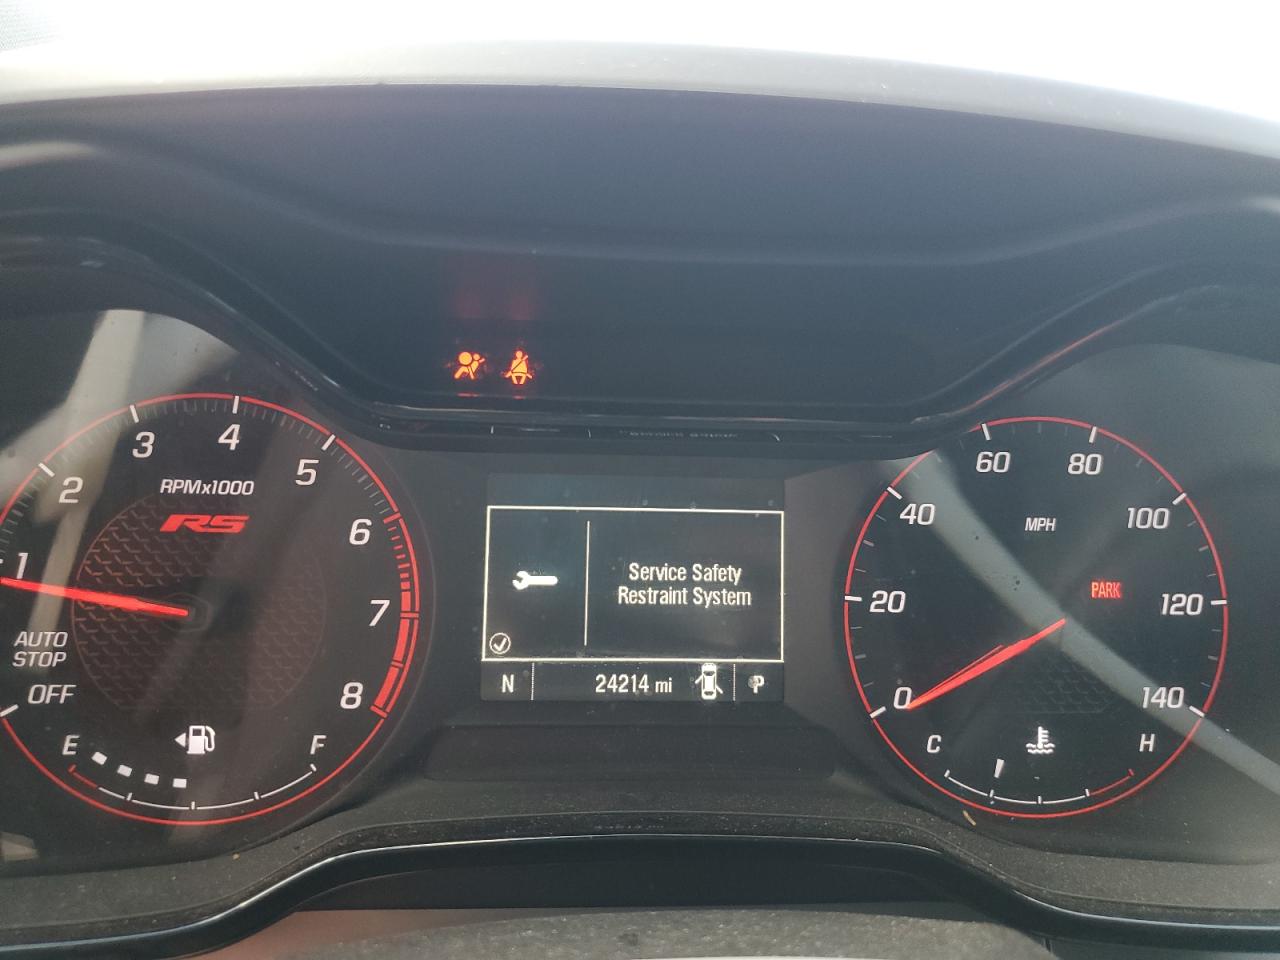 1
2
3
4
5
6
7
8
RPMx1000
RS
AUTO
STOP
OFF
E
F
Service Safety
Restraint System
N
24214 mi
P
0
20
40
60
80
100
120
140
MPH
PARK
C
H